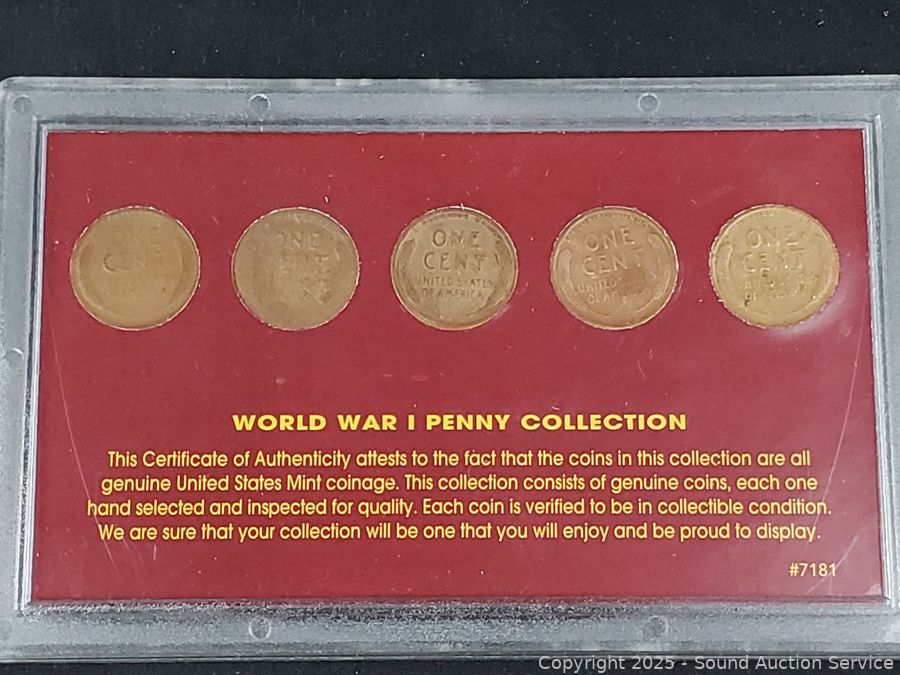 ONE
CENT
ONE
CENT
ONE
CENT
UNITED STATES
OF AMERICA
ONE
CENT
UNITED
OF
ONE
CENT
WORLD WAR I PENNY COLLECTION
This Certificate of Authenticity attests to the fact that the coins in this collection are all
genuine United States Mint coinage. This collection consists of genuine coins, each one
hand selected and inspected for quality. Each coin is verified to be in collectible condition.
We are sure that your collection will be one that you will enjoy and be proud to display.
#7181
Copyright 2025 - Sound Auction Service